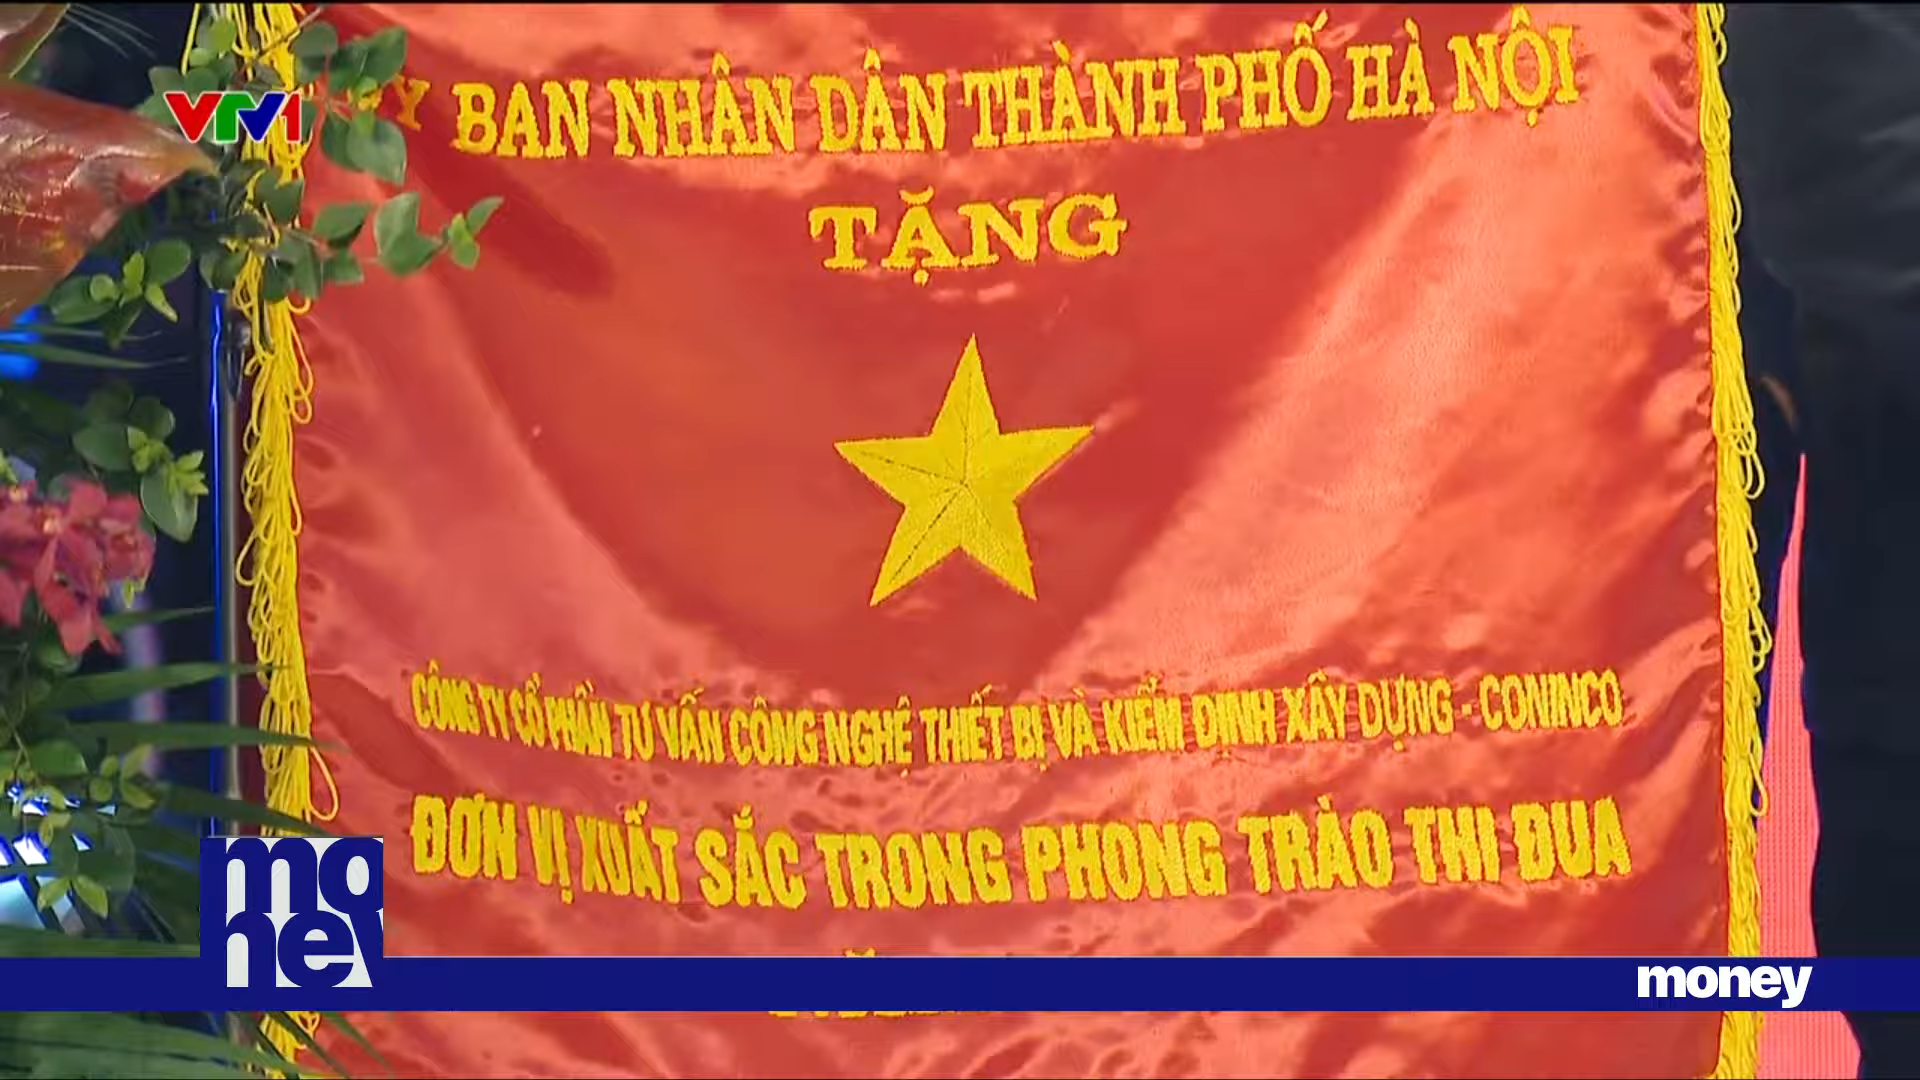 VTV1
BAN NHÂN DÂN THÀNH PHỐ HÀ NỘI
TẶNG
CÔNG TY CỔ PHẦN TƯ VẤN CÔNG NGHỆ THIẾT BỊ VÀ KIỂM ĐỊNH XÂY DỰNG - CONINCO
ĐƠN VỊ XUẤT SẮC TRONG PHONG TRÀO THI ĐUA
money
money